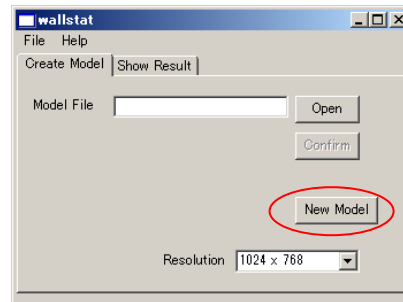 wallstat
File Help
Create Model Show Result
Model File Open
Confirm
New Model
Resolution 1024 x 768